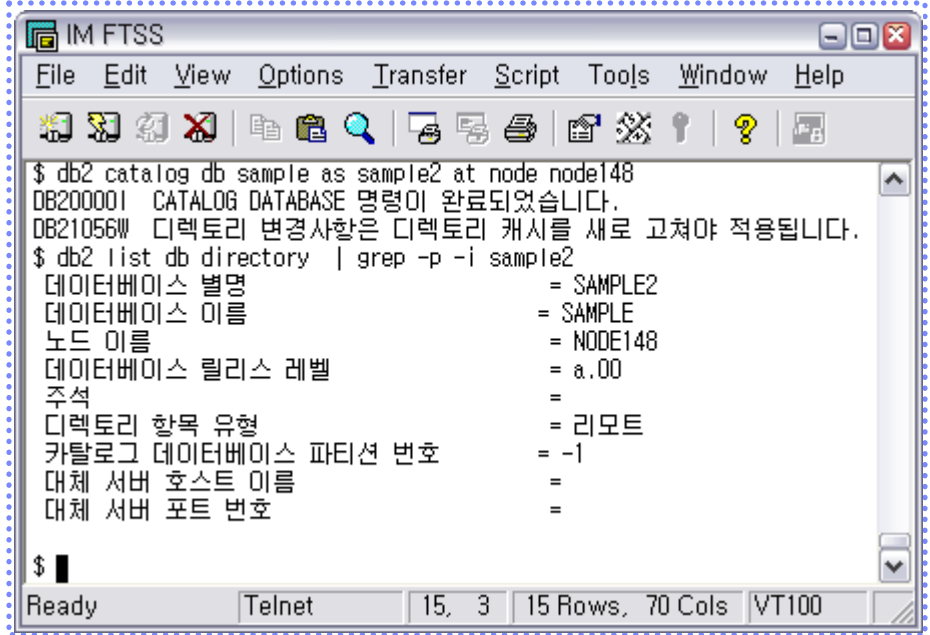 IM FTSS
File Edit View Options Transfer Script Tools Window Help
$ db2 catalog db sample as sample2 at node node148
DB20000I CATALOG DATABASE 명령이 완료되었습니다.
DB21056W 디렉토리 변경사항은 디렉토리 캐시를 새로 고쳐야 적용됩니다.
$ db2 list db directory | grep -p -i sample2
데이터베이스 별명 = SAMPLE2
데이터베이스 이름 = SAMPLE
노드 이름 = NODE148
데이터베이스 릴리스 레벨 = a.00
주석 =
디렉토리 항목 유형 = 리모트
카탈로그 데이터베이스 파티션 번호 = -1
대체 서버 호스트 이름 =
대체 서버 포트 번호 =
$
Ready Telnet 15, 3 15 Rows, 70 Cols VT100